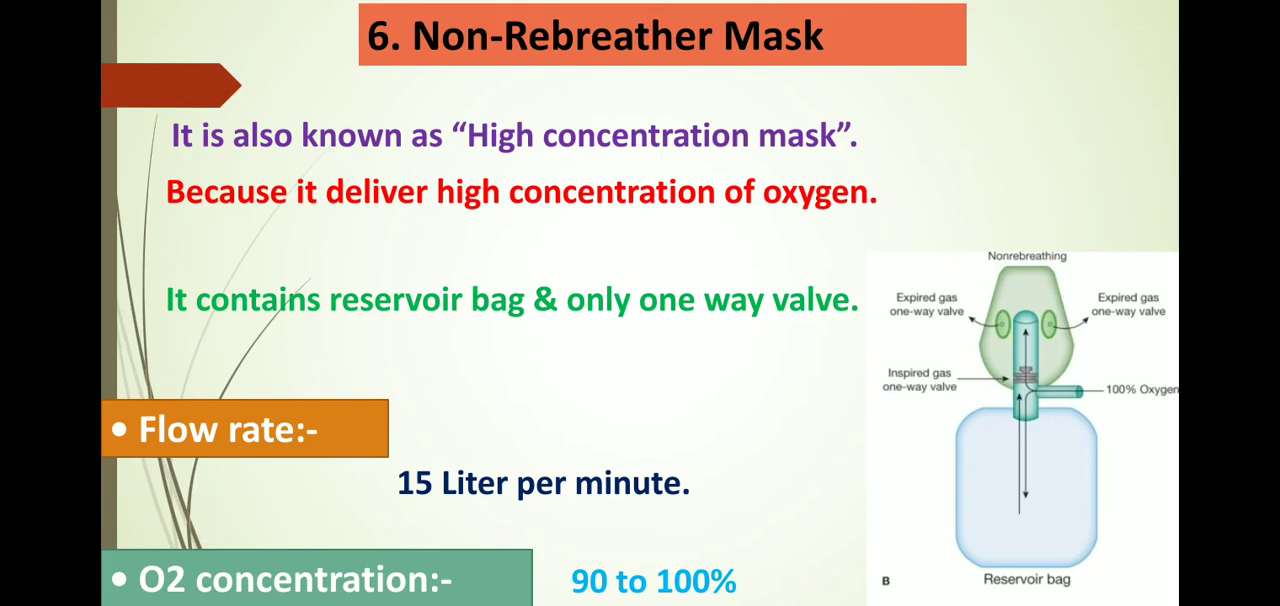 6. Non-Rebreather Mask
It is also known as “High concentration mask”.
Because it deliver high concentration of oxygen.
It contains reservoir bag & only one way valve.
Nonrebreathing
Expired gas
one-way valve
Expired gas
one-way valve
Inspired gas
one-way valve
100% Oxygen
Reservoir bag
B
• Flow rate:-
15 Liter per minute.
• O2 concentration:-
90 to 100%